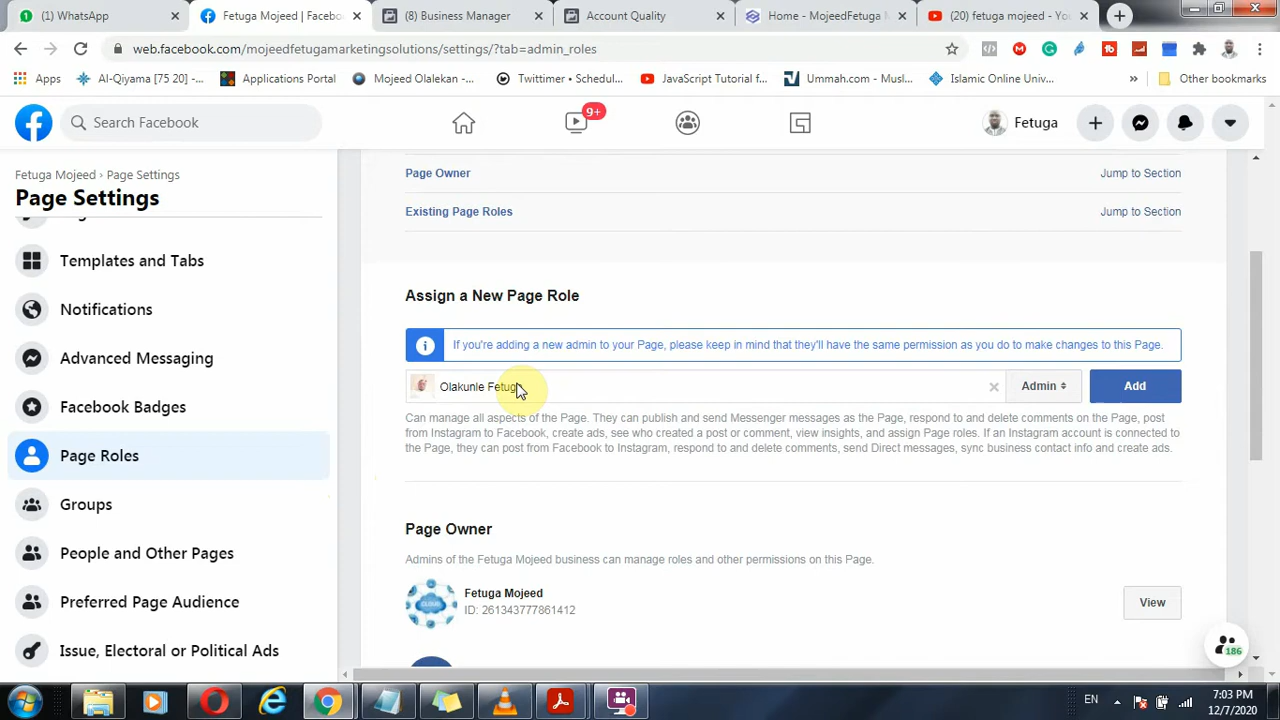 (1) WhatsApp
Fetuga Mojeed | Faceboo
(8) Business Manager
Account Quality
Home - MojeedFetuga M
(20) fetuga mojeed - You
web.facebook.com/mojeedfetugamarketingsolutions/settings/?tab=admin_roles
Apps
Al-Qiyama [75 20] -...
Applications Portal
Mojeed Olalekan -...
Twittimer • Schedul...
JavaScript Tutorial f...
Ummah.com - Musl...
Islamic Online Univ...
»
Other bookmarks
Search Facebook
9+
Fetuga
Fetuga Mojeed › Page Settings
Page Settings
Templates and Tabs
Notifications
Advanced Messaging
Facebook Badges
Page Roles
Groups
People and Other Pages
Preferred Page Audience
Issue, Electoral or Political Ads
Page Owner
Jump to Section
Existing Page Roles
Jump to Section
Assign a New Page Role
If you're adding a new admin to your Page, please keep in mind that they'll have the same permission as you do to make changes to this Page.
Olakunle Fetuga
Admin
Add
Can manage all aspects of the Page. They can publish and send Messenger messages as the Page, respond to and delete comments on the Page, post
from Instagram to Facebook, create ads, see who created a post or comment, view insights, and assign Page roles. If an Instagram account is connected to
the Page, they can post from Facebook to Instagram, respond to and delete comments, send Direct messages, sync business contact info and create ads.
Page Owner
Admins of the Fetuga Mojeed business can manage roles and other permissions on this Page.
Fetuga Mojeed
ID: 261343777861412
View
CLOUD
186
EN
7:03 PM
12/7/2020